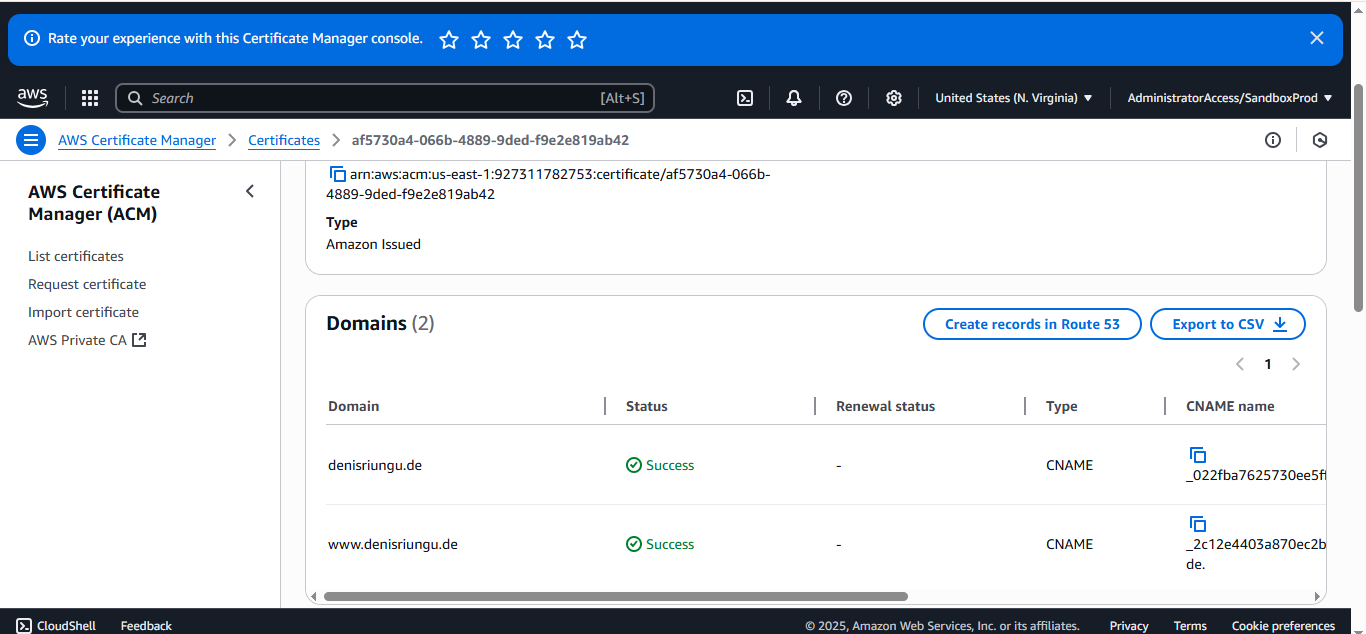 Rate your experience with this Certificate Manager console.
aws
Search
[Alt+S]
United States (N. Virginia)
AdministratorAccess/SandboxProd
AWS Certificate Manager
Certificates
af5730a4-066b-4889-9ded-f9e2e819ab42
AWS Certificate
Manager (ACM)
List certificates
Request certificate
Import certificate
AWS Private CA
arn:aws:acm:us-east-1:927311782753:certificate/af5730a4-066b-
4889-9ded-f9e2e819ab42
Type
Amazon Issued
Domains (2)
Create records in Route 53
Export to CSV
1
Domain
Status
Renewal status
Type
CNAME name
denisriungu.de
Success
-
CNAME
_022fba7625730ee5ff
www.denisriungu.de
Success
-
CNAME
_2c12e4403a870ec2b
de.
CloudShell
Feedback
© 2025, Amazon Web Services, Inc. or its affiliates.
Privacy
Terms
Cookie preferences